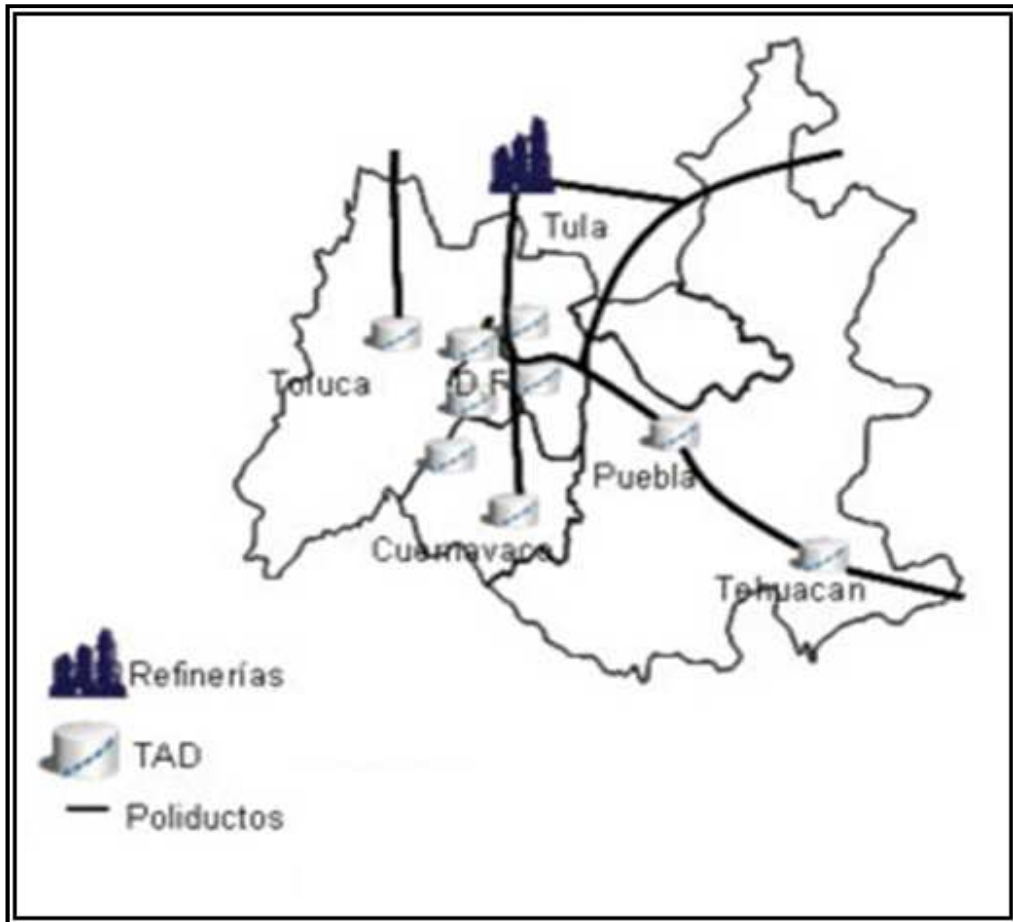 Tula
Toluca
D.F.
Puebla
Cuernavaca
Tehuacan
Refinerías
TAD
Poliductos